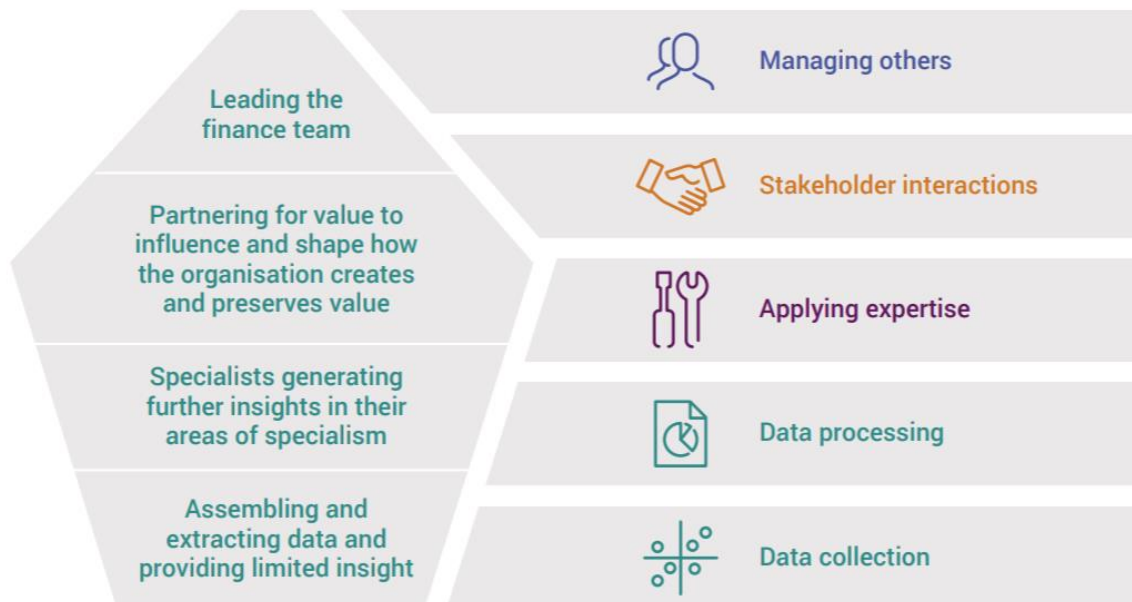 Leading the
finance team
Partnering for value to
influence and shape how
the organisation creates
and preserves value
Specialists generating
further insights in their
areas of specialism
Assembling and
extracting data and
providing limited insight
Managing others
Stakeholder interactions
Applying expertise
Data processing
Data collection